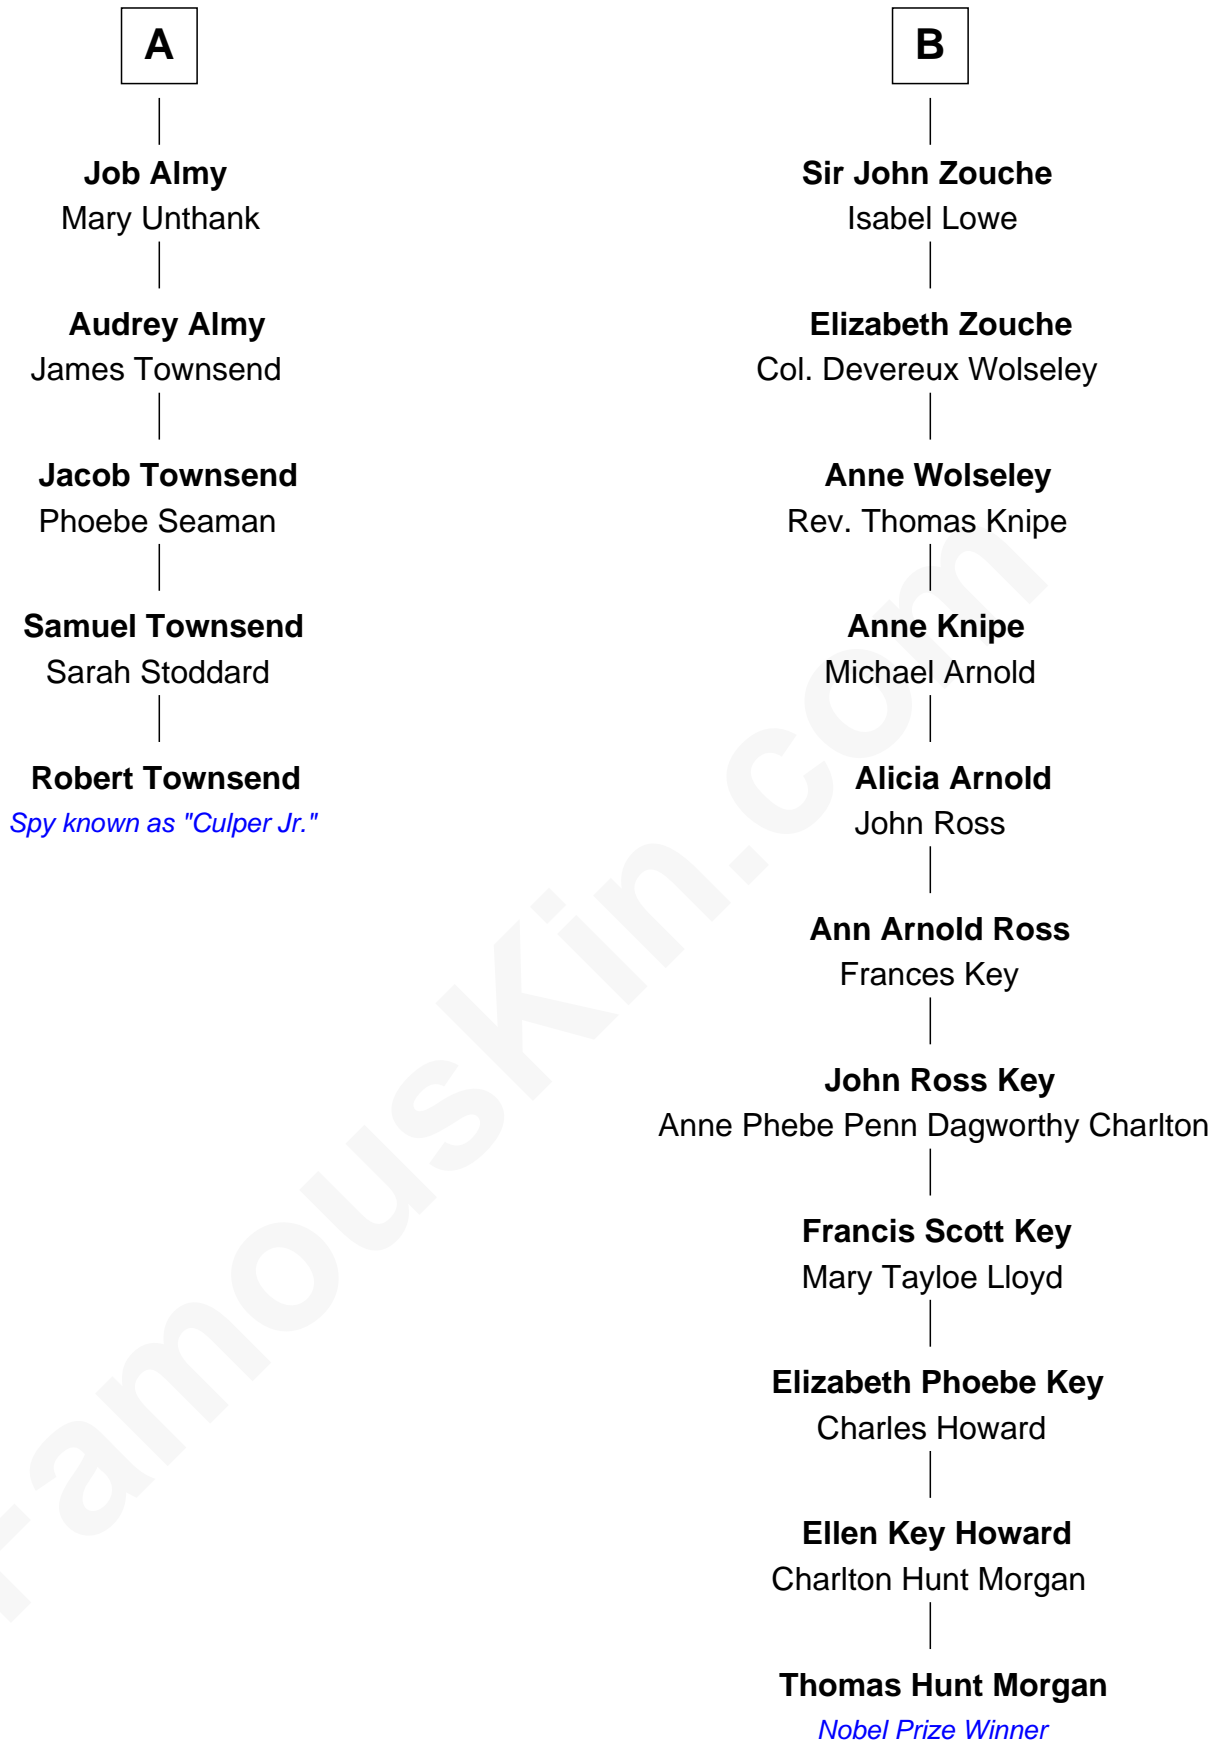 A
Job Almy
Mary Unthank
Audrey Almy
James Townsend
Jacob Townsend
Phoebe Seaman
Samuel Townsend
Sarah Stoddard
Robert Townsend
Spy known as "Culper Jr."
B
Sir John Zouche
Isabel Lowe
Elizabeth Zouche
Col. Devereux Wolseley
Anne Wolseley
Rev. Thomas Knipe
Anne Knipe
Michael Arnold
Alicia Arnold
John Ross
Ann Arnold Ross
Frances Key
John Ross Key
Anne Phebe Penn Dagworthy Charlton
Francis Scott Key
Mary Tayloe Lloyd
Elizabeth Phoebe Key
Charles Howard
Ellen Key Howard
Charlton Hunt Morgan
Thomas Hunt Morgan
Nobel Prize Winner
FamousKin.com